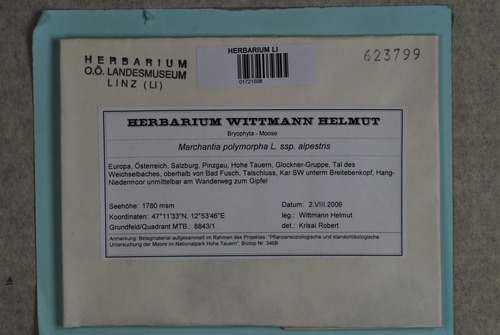 HERBARIUM
O.Ö. LANDESMUSEUM
LINZ (LI)
HERBARIUM LI
01721508
623799
HERBARIUM WITTMANN HELMUT
Bryophyta - Moose
Marchantia polymorpha L. ssp. alpestris
Europa, Österreich, Salzburg, Pinzgau, Hohe Tauern, Glockner-Gruppe, Tal des
Weichselbaches, oberhalb von Bad Fusch, Talschluss, Kar SW unterm Breitebenkopf, Hang-
Niedermoor unmittelbar am Wanderweg zum Gipfel
Seehöhe: 1780 msm
Datum: 2.VIII.2006
Koordinaten: 47°11'33"N, 12°53'46"E
leg.: Wittmann Helmut
Grundfeld/Quadrant MTB.: 8843/1
det.: Krisai Robert
Anmerkung: Belegmaterial aufgesammelt im Rahmen des Projektes: "Pflanzensoziologische und standortökologische
Untersuchung der Moore im Nationalpark Hohe Tauern", Biotop Nr. 346B